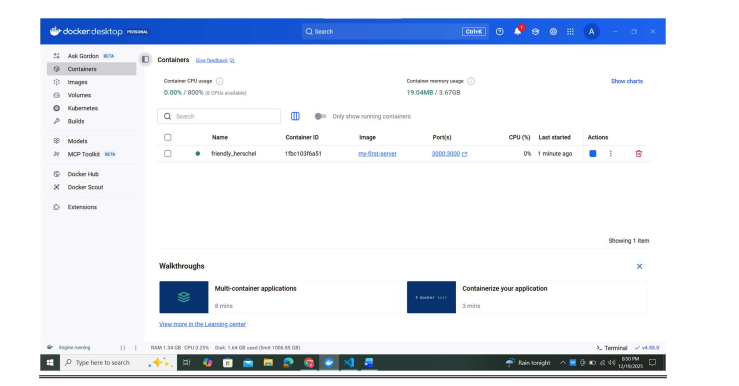 docker.desktop PERSONAL
Search
Ctrl+K
A
Ask Gordon BETA
Containers
Images
Volumes
Kubernetes
Builds
Models
MCP Toolkit BETA
Docker Hub
Docker Scout
Extensions
Containers Give feedback
Container CPU usage
0.00% / 800% (8 CPUs available)
Container memory usage
19.04MB / 3.67GB
Show charts
Search
Only show running containers
Name Container ID Image Port(s) CPU (%) Last started Actions
friendly_herschel 1fbc103f6a51 my-first-server 3000:3000 0% 1 minute ago
Showing 1 item
Walkthroughs
Multi-container applications
8 mins
$ docker init
Containerize your application
3 mins
View more in the Learning center
Engine running RAM 1.34 GB CPU 0.25% Disk: 1.64 GB used (limit 1006.85 GB) Terminal v4.55.0
Type here to search
Rain tonight
6:30 PM
12/19/2025